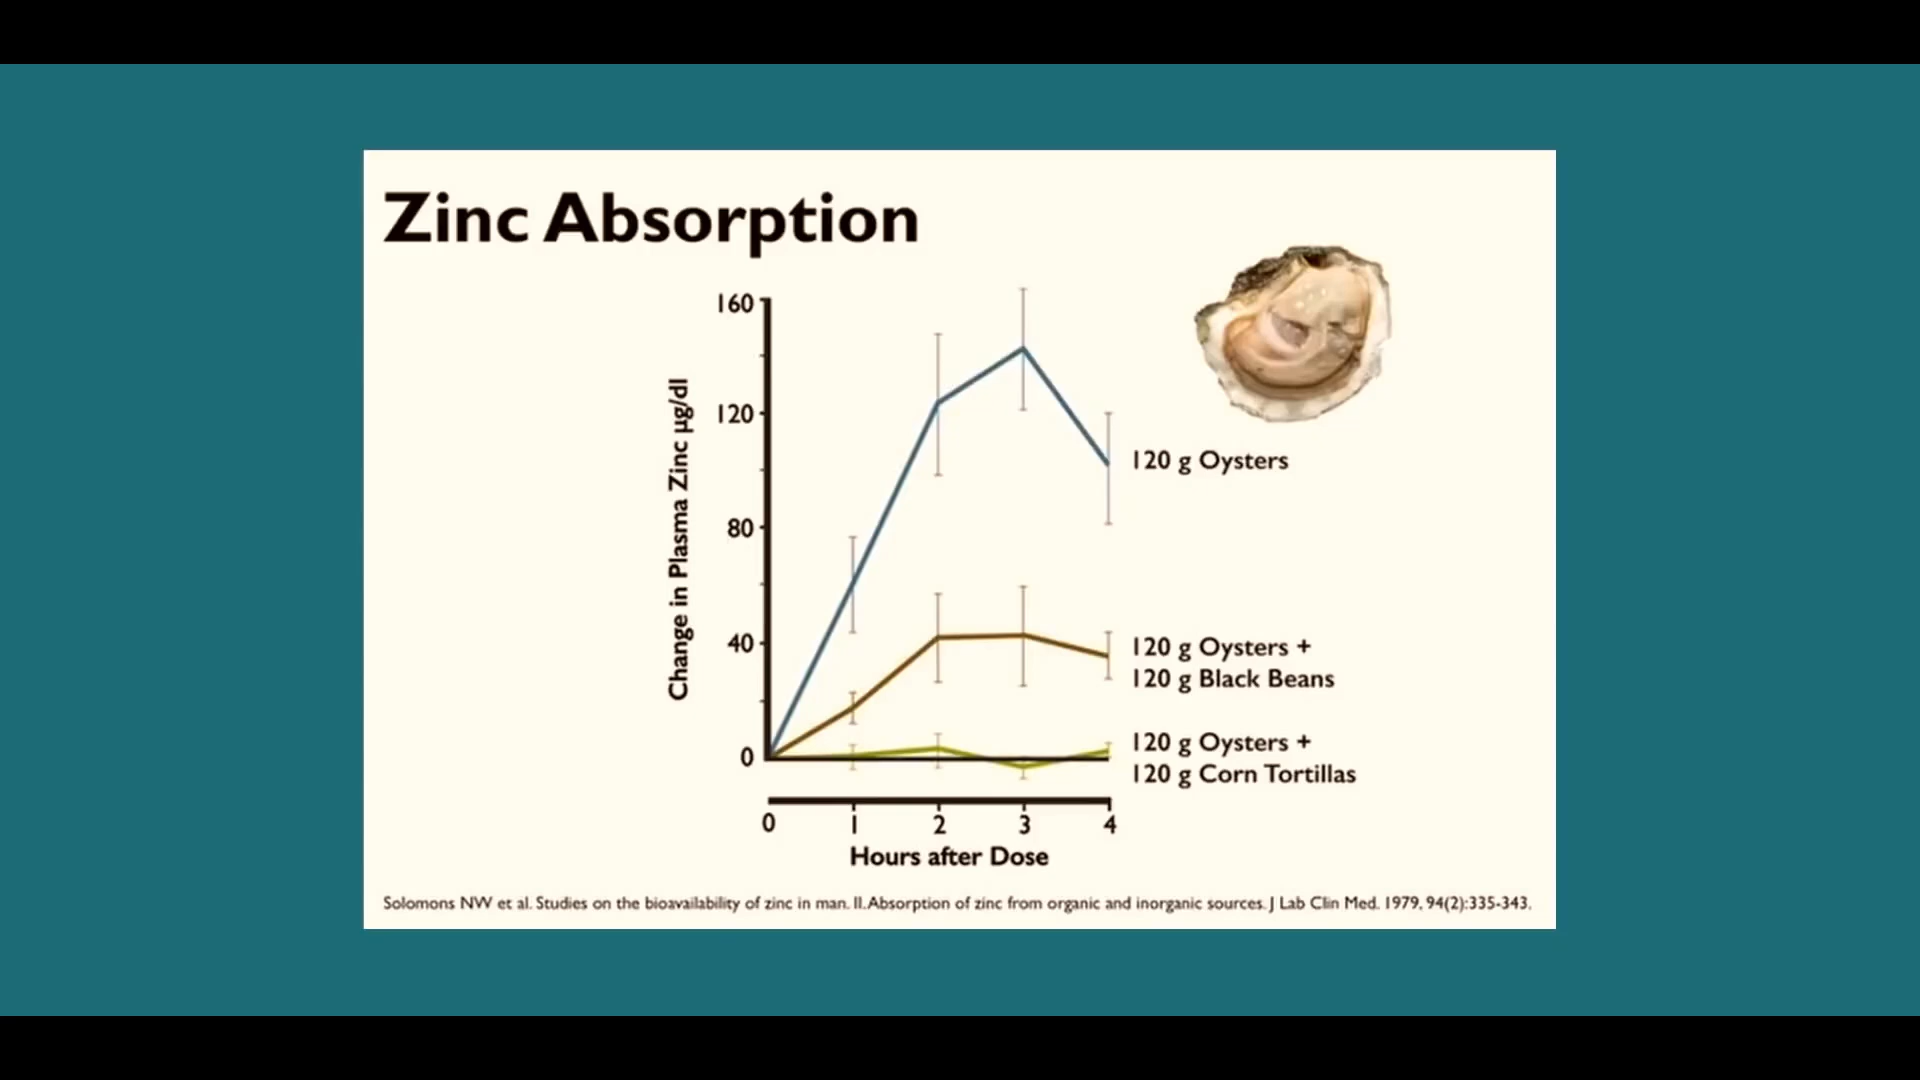 Zinc Absorption
160
120
80
40
0
Change in Plasma Zinc µg/dl
120 g Oysters
120 g Oysters +
120 g Black Beans
120 g Oysters +
120 g Corn Tortillas
0 1 2 3 4
Hours after Dose
Solomons NW et al. Studies on the bioavailability of zinc in man. II. Absorption of zinc from organic and inorganic sources. J Lab Clin Med. 1979, 94(2):335-343.